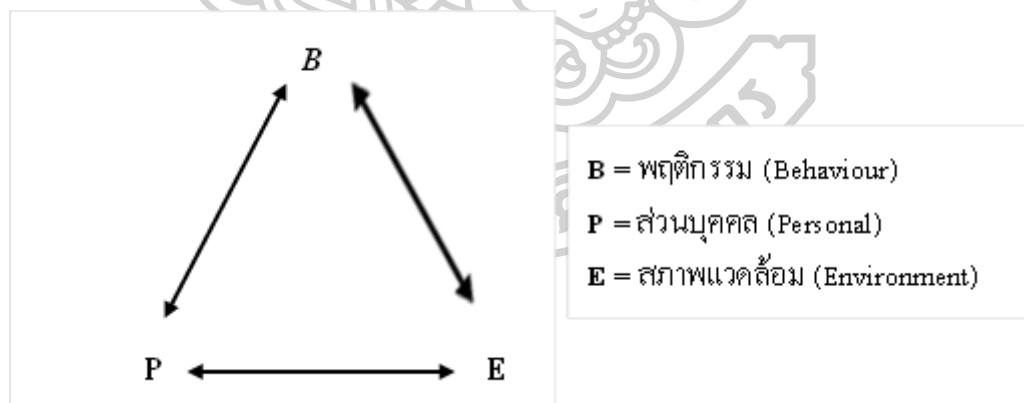 B
P E
B = พฤติกรรม (Behaviour)
P = ส่วนบุคคล (Personal)
E = สภาพแวดล้อม (Environment)